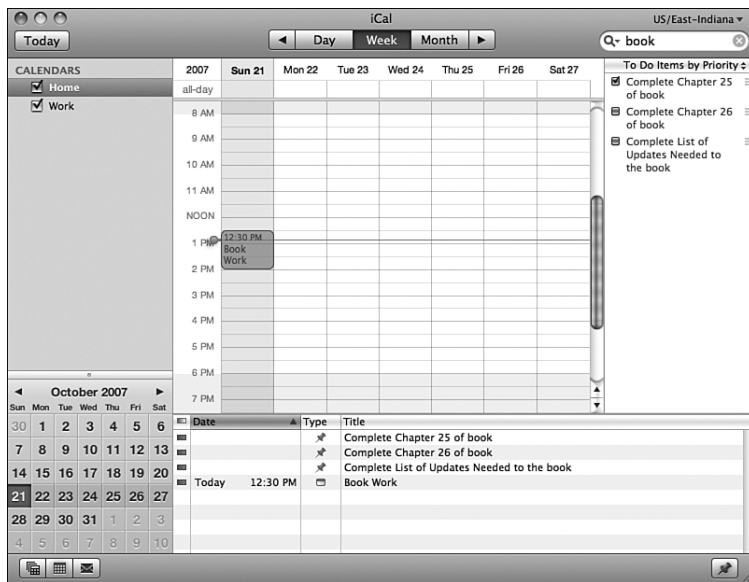 iCal
US/East-Indiana
Today
Day Week Month
book
CALENDARS
Home
Work
2007 Sun 21 Mon 22 Tue 23 Wed 24 Thu 25 Fri 26 Sat 27
all-day
8 AM
9 AM
10 AM
11 AM
NOON
1 PM
2 PM
3 PM
4 PM
5 PM
6 PM
7 PM
12:30 PM
Book
Work
To Do Items by Priority
Complete Chapter 25
of book
Complete Chapter 26
of book
Complete List of
Updates Needed to
the book
October 2007
Sun Mon Tue Wed Thu Fri Sat
30 1 2 3 4 5 6
7 8 9 10 11 12 13
14 15 16 17 18 19 20
21 22 23 24 25 26 27
28 29 30 31 1 2 3
4 5 6 7 8 9 10
Date Type Title
Complete Chapter 25 of book
Complete Chapter 26 of book
Complete List of Updates Needed to the book
Today 12:30 PM Book Work